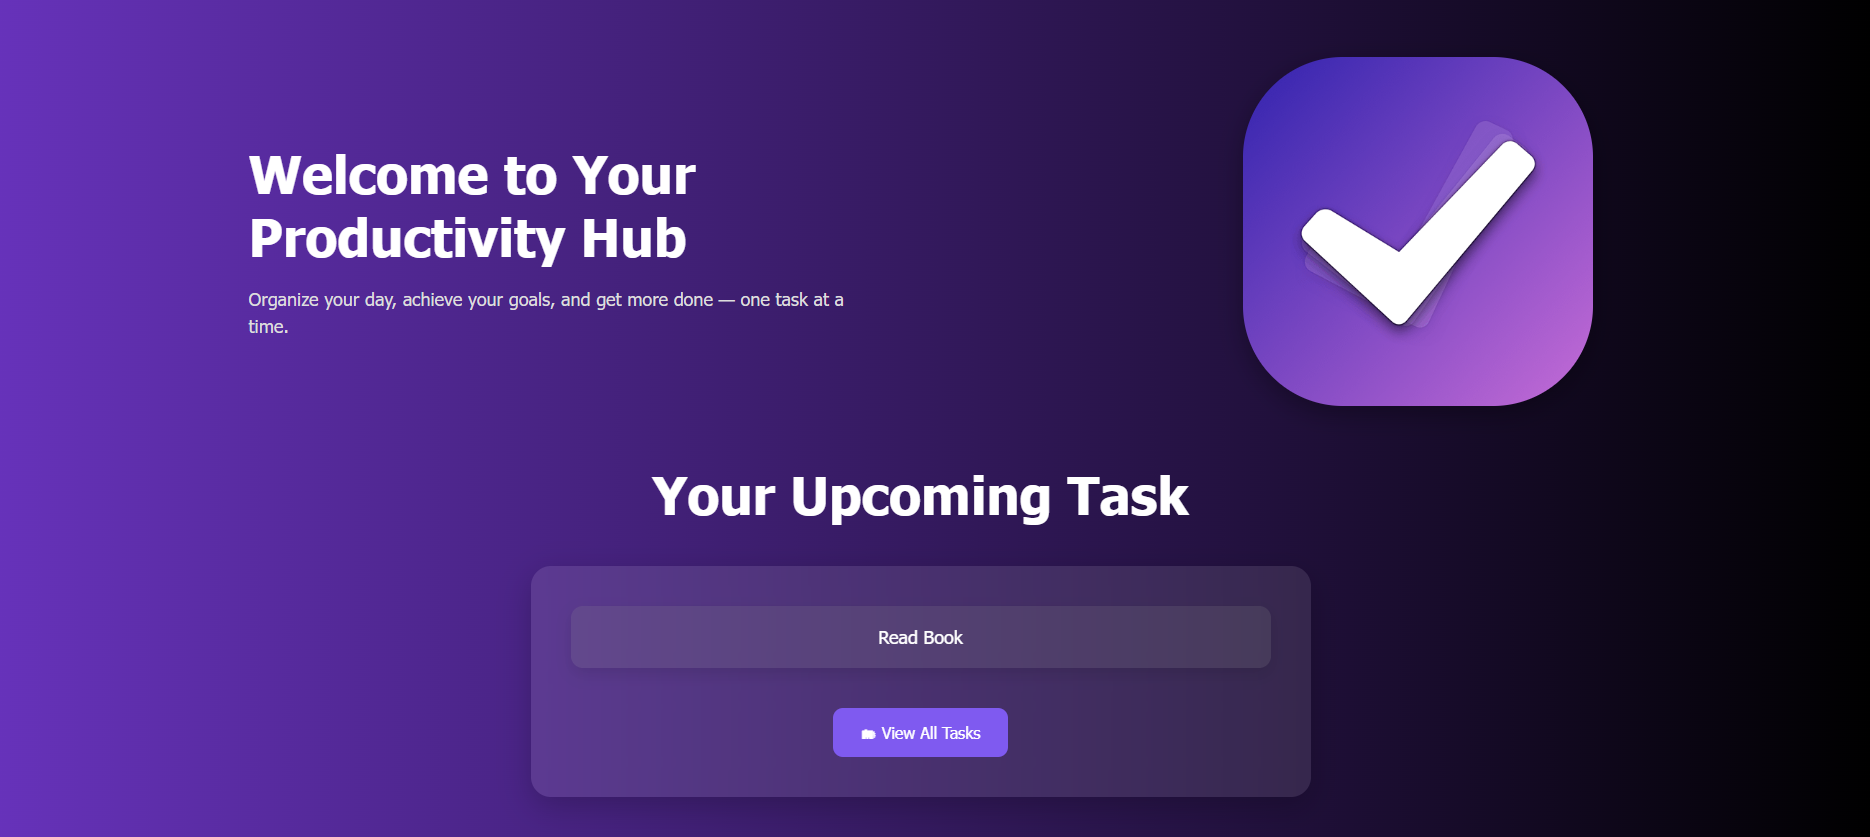 Welcome to Your
Productivity Hub
Organize your day, achieve your goals, and get more done — one task at a
time.
Your Upcoming Task
Read Book
View All Tasks